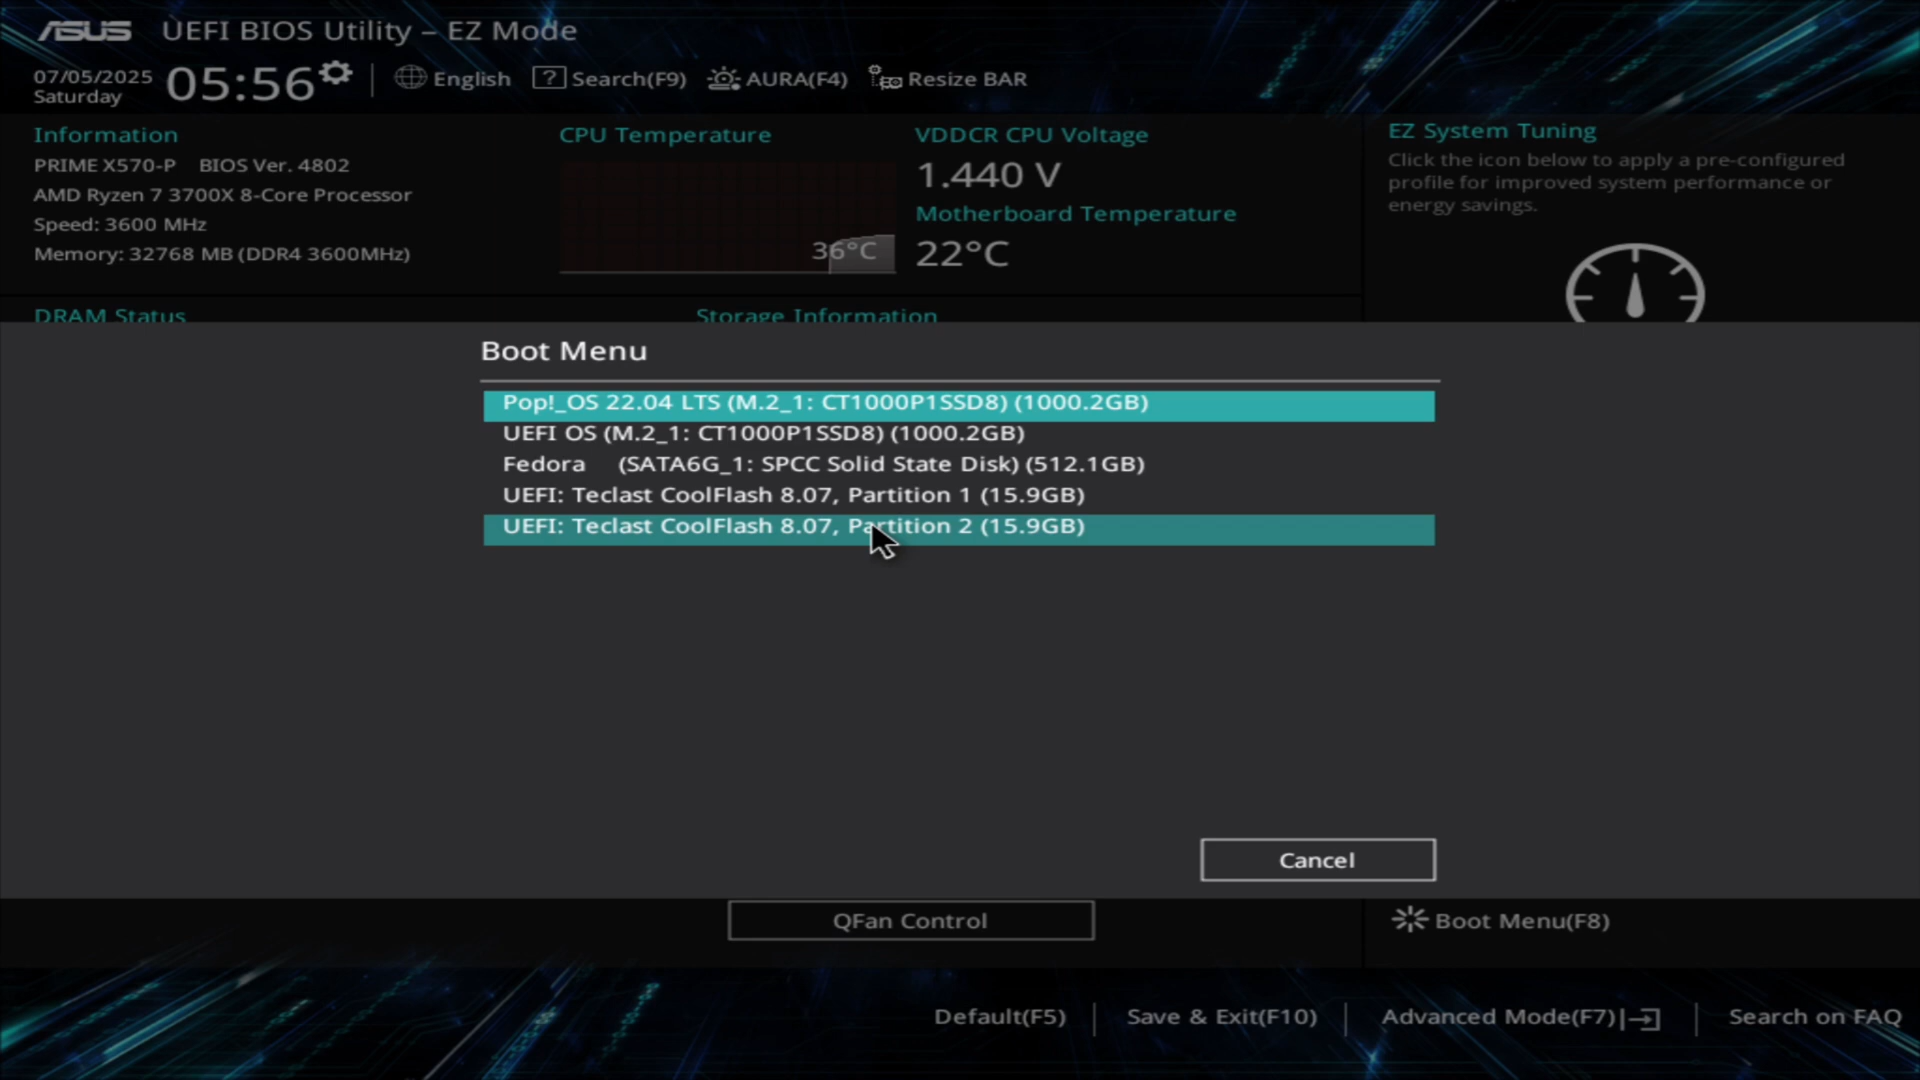 ASUS UEFI BIOS Utility – EZ Mode
07/05/2025
Saturday
05:56
English
Search(F9)
AURA(F4)
Resize BAR
Information
PRIME X570-P BIOS Ver. 4802
AMD Ryzen 7 3700X 8-Core Processor
Speed: 3600 MHz
Memory: 32768 MB (DDR4 3600MHz)
CPU Temperature
36°C
VDDCR CPU Voltage
1.440 V
Motherboard Temperature
22°C
EZ System Tuning
Click the icon below to apply a pre-configured
profile for improved system performance or
energy savings.
DRAM Status
Storage Information
Boot Menu
Pop!_OS 22.04 LTS (M.2_1: CT1000P1SSD8) (1000.2GB)
UEFI OS (M.2_1: CT1000P1SSD8) (1000.2GB)
Fedora (SATA6G_1: SPCC Solid State Disk) (512.1GB)
UEFI: Teclast CoolFlash 8.07, Partition 1 (15.9GB)
UEFI: Teclast CoolFlash 8.07, Partition 2 (15.9GB)
Cancel
QFan Control
Boot Menu(F8)
Default(F5)
Save & Exit(F10)
Advanced Mode(F7)
Search on FAQ